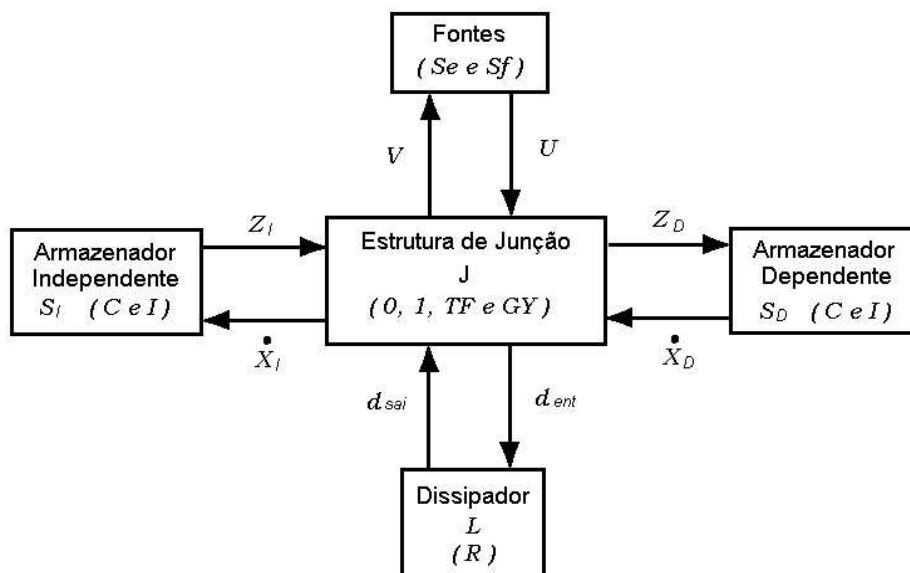 Fontes
( Se e Sf )
V
U
Z_I
Z_D
Armazenador
Independente
S_I ( C e I )
Estrutura de Junção
J
( 0, 1, TF e GY )
Armazenador
Dependente
S_D ( C e I )
Ẋ_I
Ẋ_D
d_sai
d_ent
Dissipador
L
( R )